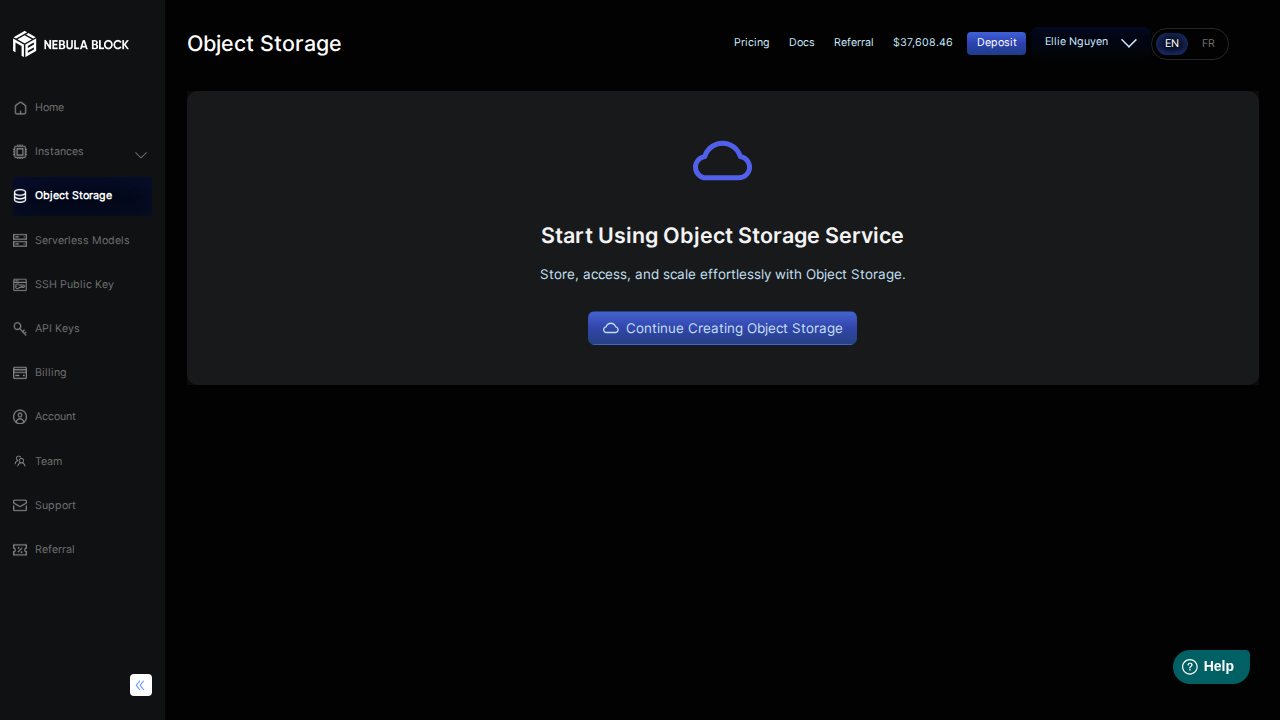 NEBULA BLOCK
Home
Instances
Object Storage
Serverless Models
SSH Public Key
API Keys
Billing
Account
Team
Support
Referral
Object Storage
Pricing
Docs
Referral
$37,608.46
Deposit
Ellie Nguyen
EN
FR
Start Using Object Storage Service
Store, access, and scale effortlessly with Object Storage.
Continue Creating Object Storage
Help